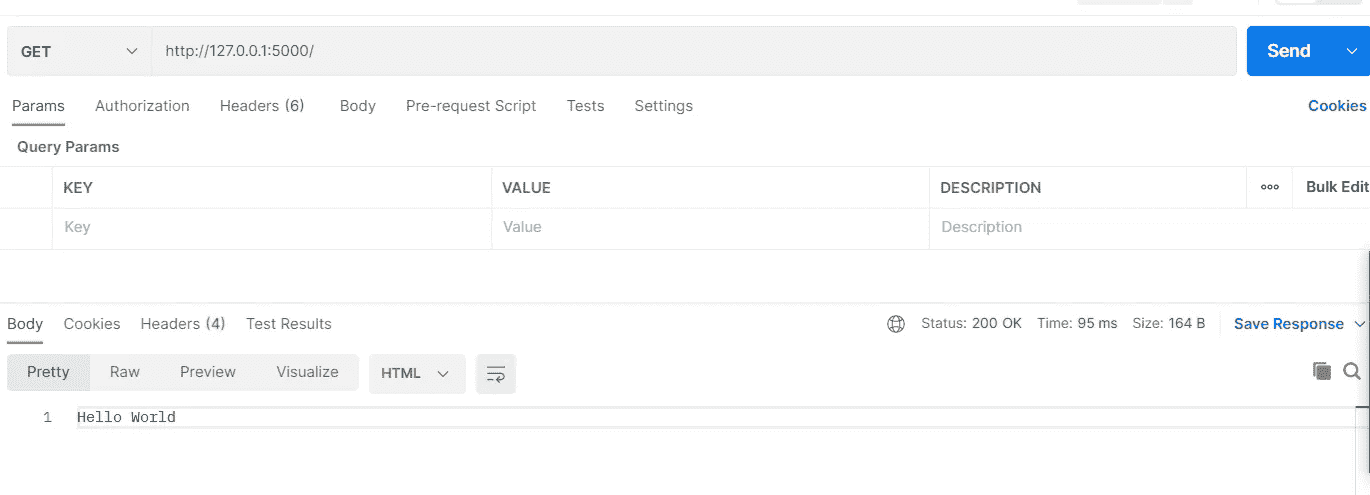 GET http://127.0.0.1:5000/ Send
Params Authorization Headers (6) Body Pre-request Script Tests Settings Cookies
Query Params
KEY VALUE DESCRIPTION ooo Bulk Edit
Key Value Description
Body Cookies Headers (4) Test Results Status: 200 OK Time: 95 ms Size: 164 B Save Response
Pretty Raw Preview Visualize HTML
1 Hello World